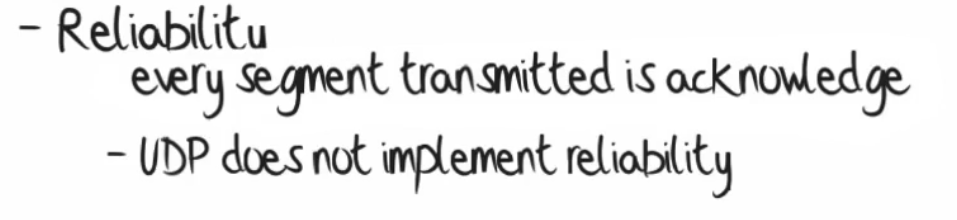 - Reliabilitu
every segment transmitted is acknowledge
- UDP does not implement reliability